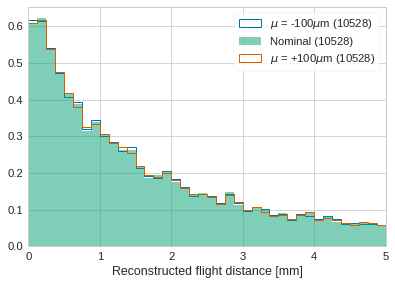 μ = -100μm (10528)
Nominal (10528)
μ = +100μm (10528)
0.6
0.5
0.4
0.3
0.2
0.1
0.0
0 1 2 3 4 5
Reconstructed flight distance [mm]